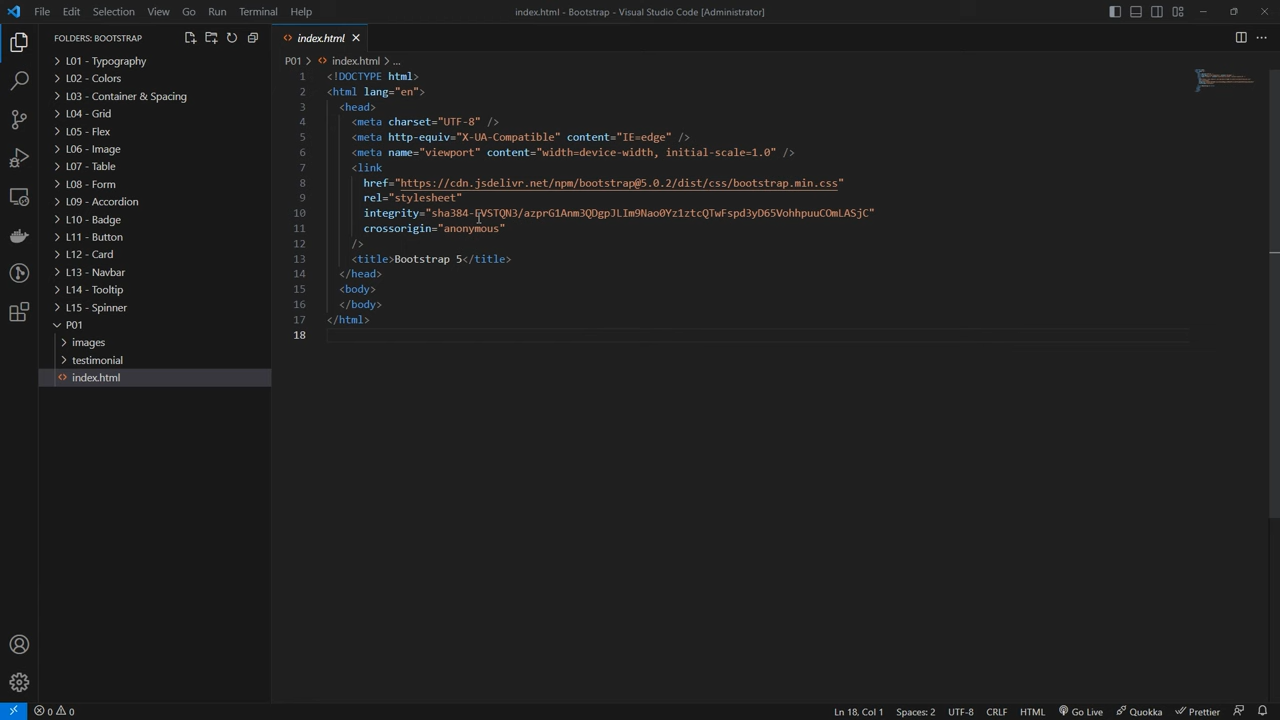 File Edit Selection View Go Run Terminal Help
index.html - Bootstrap - Visual Studio Code [Administrator]
FOLDERS: BOOTSTRAP
L01 - Typography
L02 - Colors
L03 - Container & Spacing
L04 - Grid
L05 - Flex
L06 - Image
L07 - Table
L08 - Form
L09 - Accordion
L10 - Badge
L11 - Button
L12 - Card
L13 - Navbar
L14 - Tooltip
L15 - Spinner
P01
images
testimonial
index.html
index.html
P01 > index.html > ...
1 <!DOCTYPE html>
2 <html lang="en">
3 <head>
4 <meta charset="UTF-8" />
5 <meta http-equiv="X-UA-Compatible" content="IE=edge" />
6 <meta name="viewport" content="width=device-width, initial-scale=1.0" />
7 <link
8 href="https://cdn.jsdelivr.net/npm/bootstrap@5.0.2/dist/css/bootstrap.min.css"
9 rel="stylesheet"
10 integrity="sha384-EVSTQN3/azprG1Anm3QDgpJLIm9Nao0Yz1ztcQTwFspd3yD65VohhpuuCOmLASjC"
11 crossorigin="anonymous"
12 />
13 <title>Bootstrap 5</title>
14 </head>
15 <body>
16 </body>
17 </html>
18
0 0
Ln 18, Col 1 Spaces: 2 UTF-8 CRLF HTML Go Live Quokka Prettier